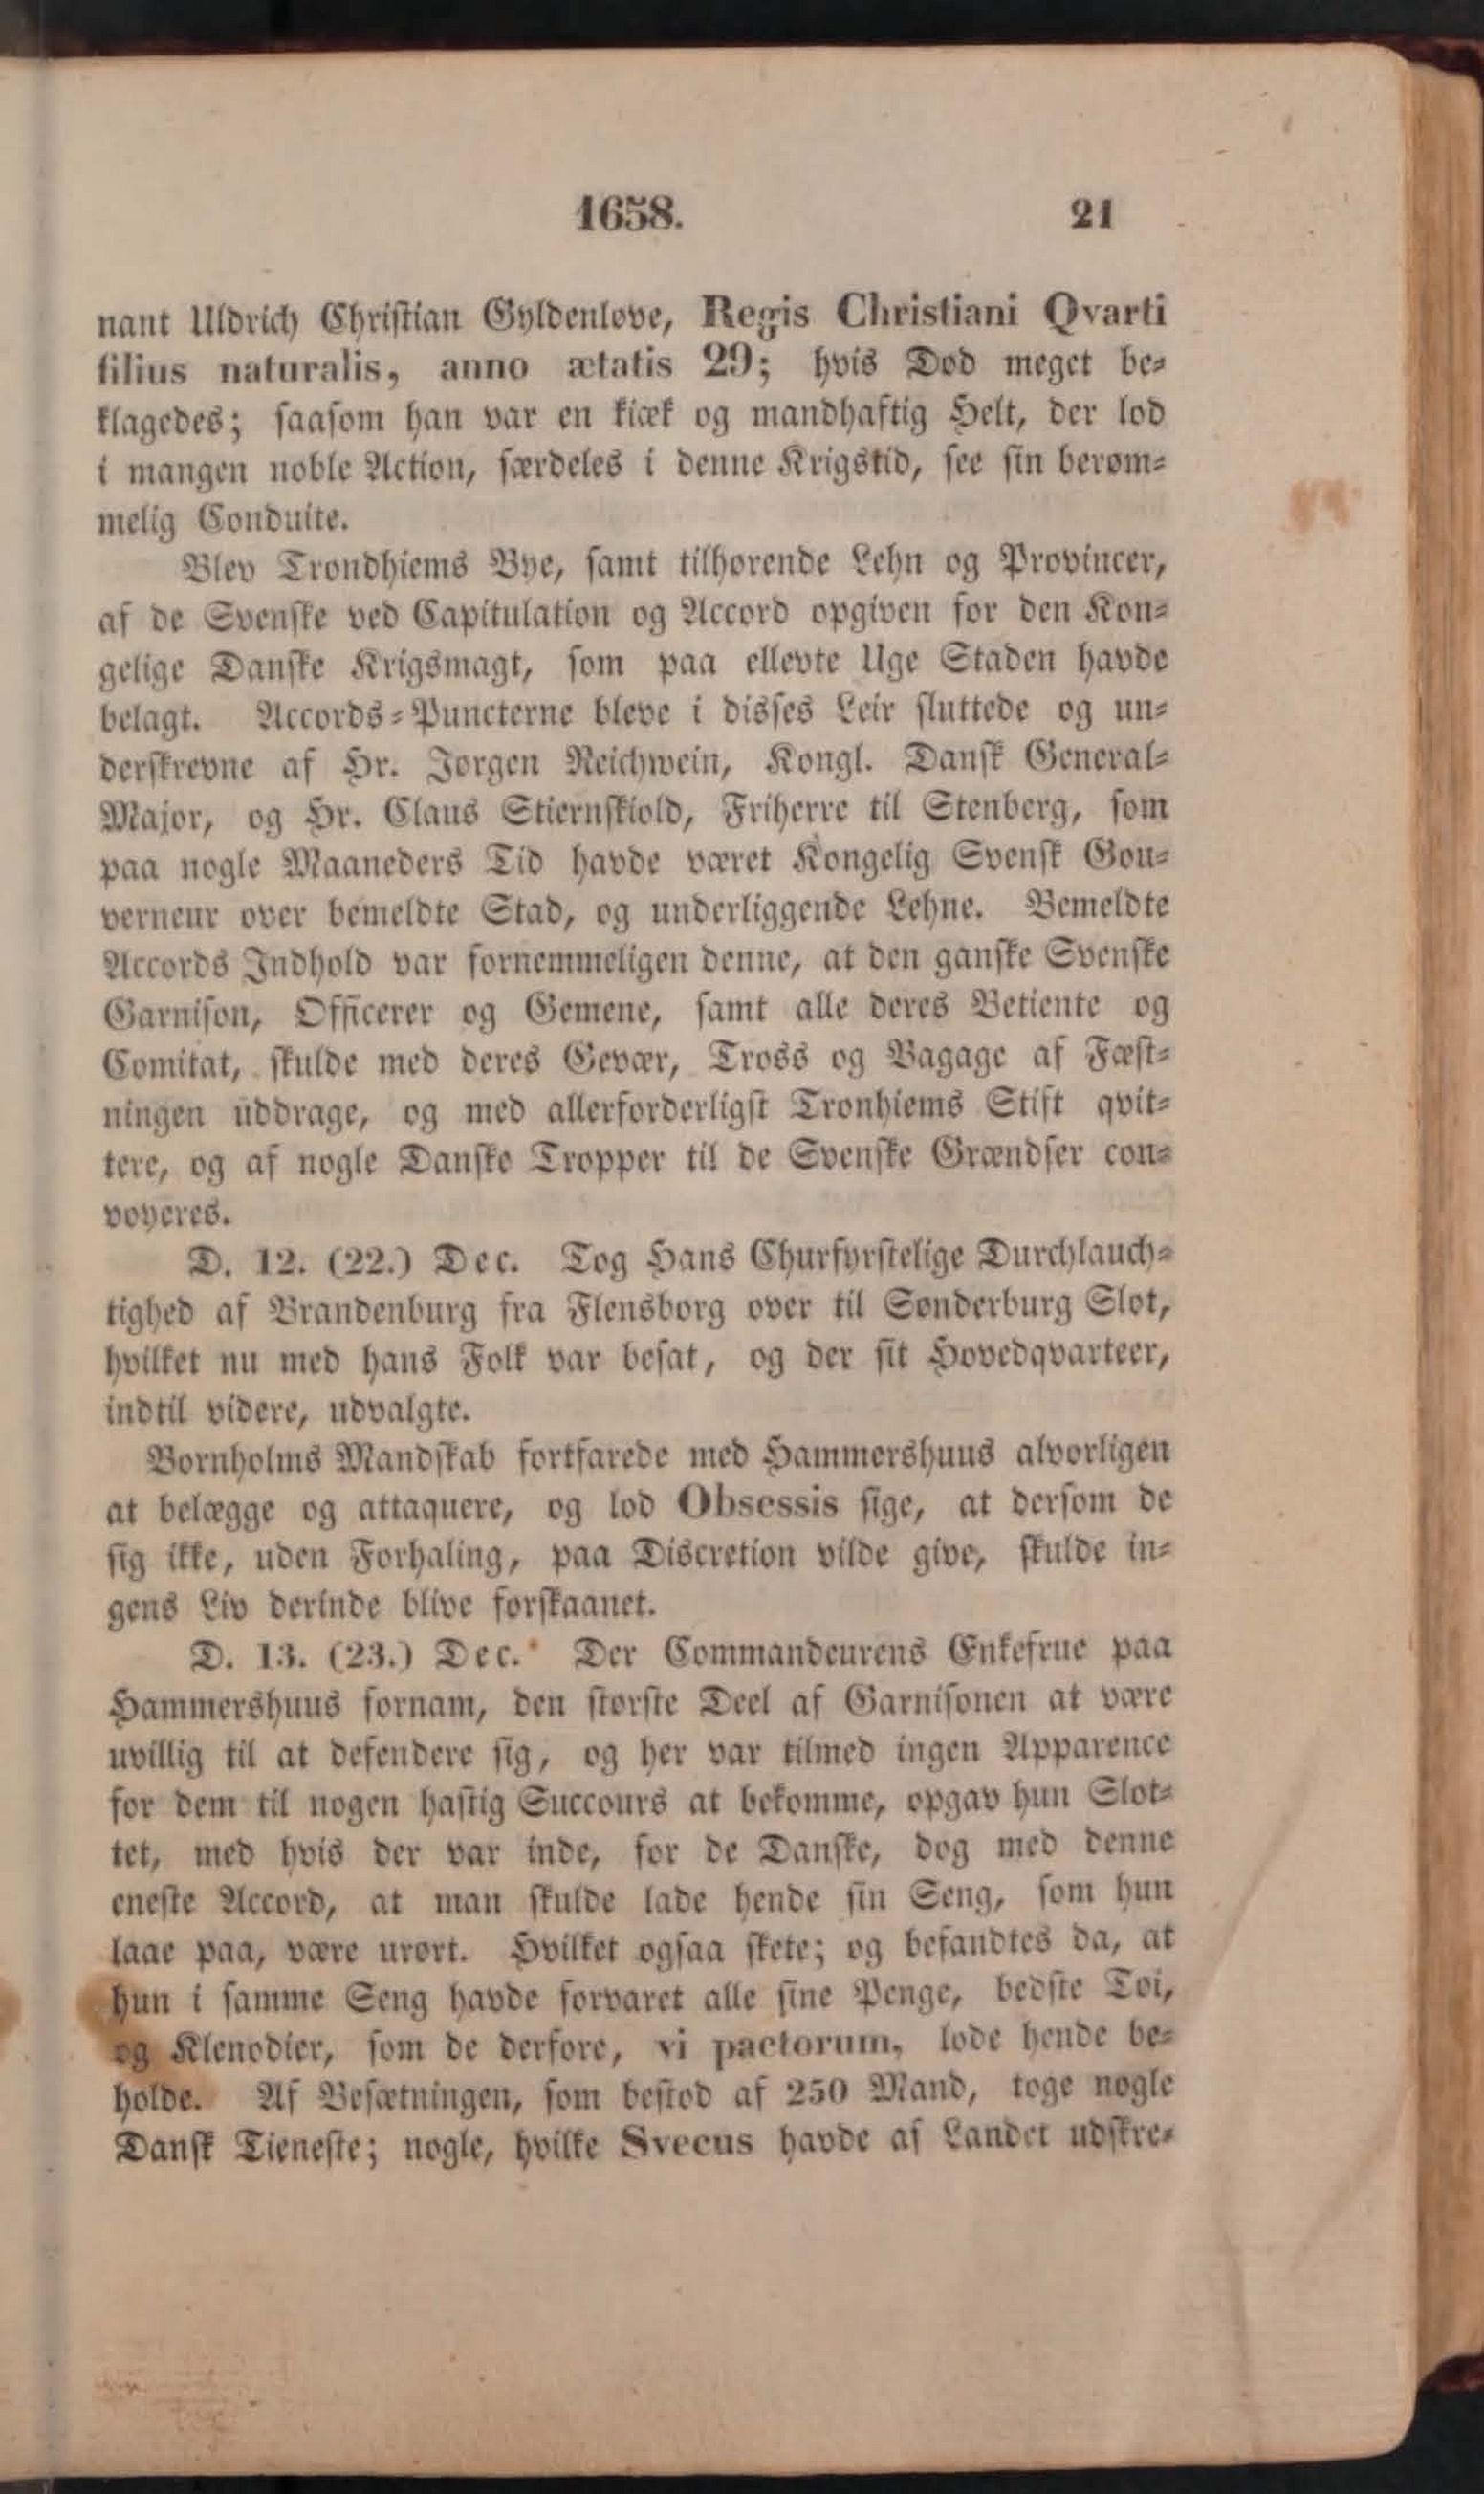 1658. 21
nant Uldrich Christian Gyldenløve, Regis Christiani Qvarti
filius naturalis, anno ætatis 29; hvis Død meget be-
klagedes; saasom han var en kiæk og mandhaftig Helt, der lod
i mangen noble Action, særdeles i denne Krigstid, see sin berøm-
melig Conduite.
Blev Trondhiems Bye, samt tilhørende Lehn og Provincer,
af de Svenske ved Capitulation og Accord opgiven for den Kon-
gelige Danske Krigsmagt, som paa ellevte Uge Staden havde
belagt. Accords-Puncterne bleve i disses Leir sluttede og un-
derskrevne af Hr. Jørgen Reichwein, Kongl. Dansk General-
Major, og Hr. Claus Stiernskiold, Friherre til Stenberg, som
paa nogle Maaneders Tid havde været Kongelig Svensk Gou-
verneur over bemeldte Stad, og underliggende Lehne. Bemeldte
Accords Indhold var fornemmeligen denne, at den ganske Svenske
Garnison, Officerer og Gemene, samt alle deres Betiente og
Comitat, skulde med deres Gevær, Tross og Bagage af Fæst-
ningen uddrage, og med allerforderligst Tronhiems Stift qvit-
tere, og af nogle Danske Tropper til de Svenske Grændser con-
voyeres.
D. 12. (22.) Dec. Tog Hans Churfyrstelige Durchlauch-
tighed af Brandenburg fra Flensborg over til Sønderburg Slot,
hvilket nu med hans Folk var besat, og der sit Hovedqvarteer,
indtil videre, udvalgte.
Bornholms Mandskab fortfarede med Hammershuus alvorligen
at belægge og attaquere, og lod Obsessis sige, at dersom de
sig ikke, uden Forhaling, paa Discretion vilde give, skulde in-
gens Liv derinde blive forskaanet.
D. 13. (23.) Dec. Der Commandeurens Enkefrue paa
Hammershuus fornam, den største Deel af Garnisonen at være
uvillig til at defendere sig, og her var tilmed ingen Apparence
for dem til nogen hastig Succours at bekomme, opgav hun Slot-
tet, med hvis der var inde, for de Danske, dog med denne
eneste Accord, at man skulde lade hende sin Seng, som hun
laae paa, være urørt. Hvilket ogsaa skete; og befandtes da, at
hun i samme Seng havde forvaret alle sine Penge, bedste Tøi,
og Klenodier, som de derfore, vi pactorum, lode hende be-
holde. Af Besætningen, som bestod af 250 Mand, toge nogle
Dansk Tieneste; nogle, hvilke Svecus havde af Landet udskre-